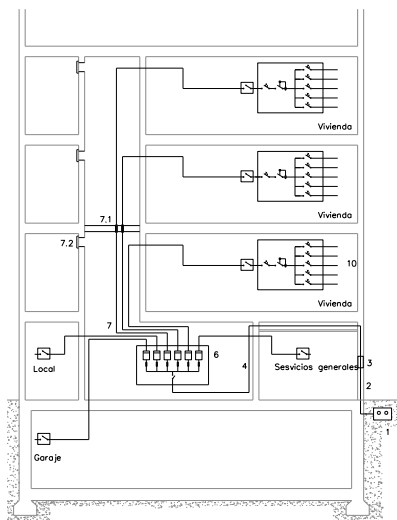 Vivienda
Vivienda
7.1
7.2
10
Vivienda
7
6
4
3
Local
Sesvicios generales
2
1
Garaje